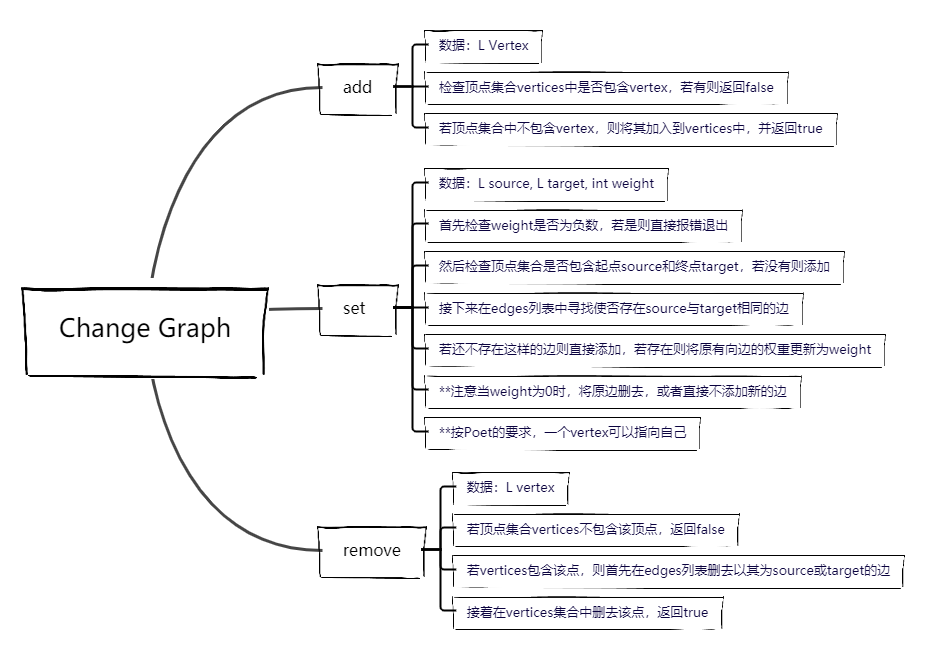 add
数据：L Vertex
检查顶点集合vertices中是否包含vertex，若有则返回false
若顶点集合中不包含vertex，则将其加入到vertices中，并返回true
Change Graph
set
数据：L source, L target, int weight
首先检查weight是否为负数，若是则直接报错退出
然后检查顶点集合是否包含起点source和终点target，若没有则添加
接下来在edges列表中寻找使否存在source与target相同的边
若还不存在这样的边则直接添加，若存在则将原有向边的权重更新为weight
**注意当weight为0时，将原边删去，或者直接不添加新的边
**按Poet的要求，一个vertex可以指向自己
remove
数据：L vertex
若顶点集合vertices不包含该顶点，返回false
若vertices包含该点，则首先在edges列表删去以其为source或target的边
接着在vertices集合中删去该点，返回true